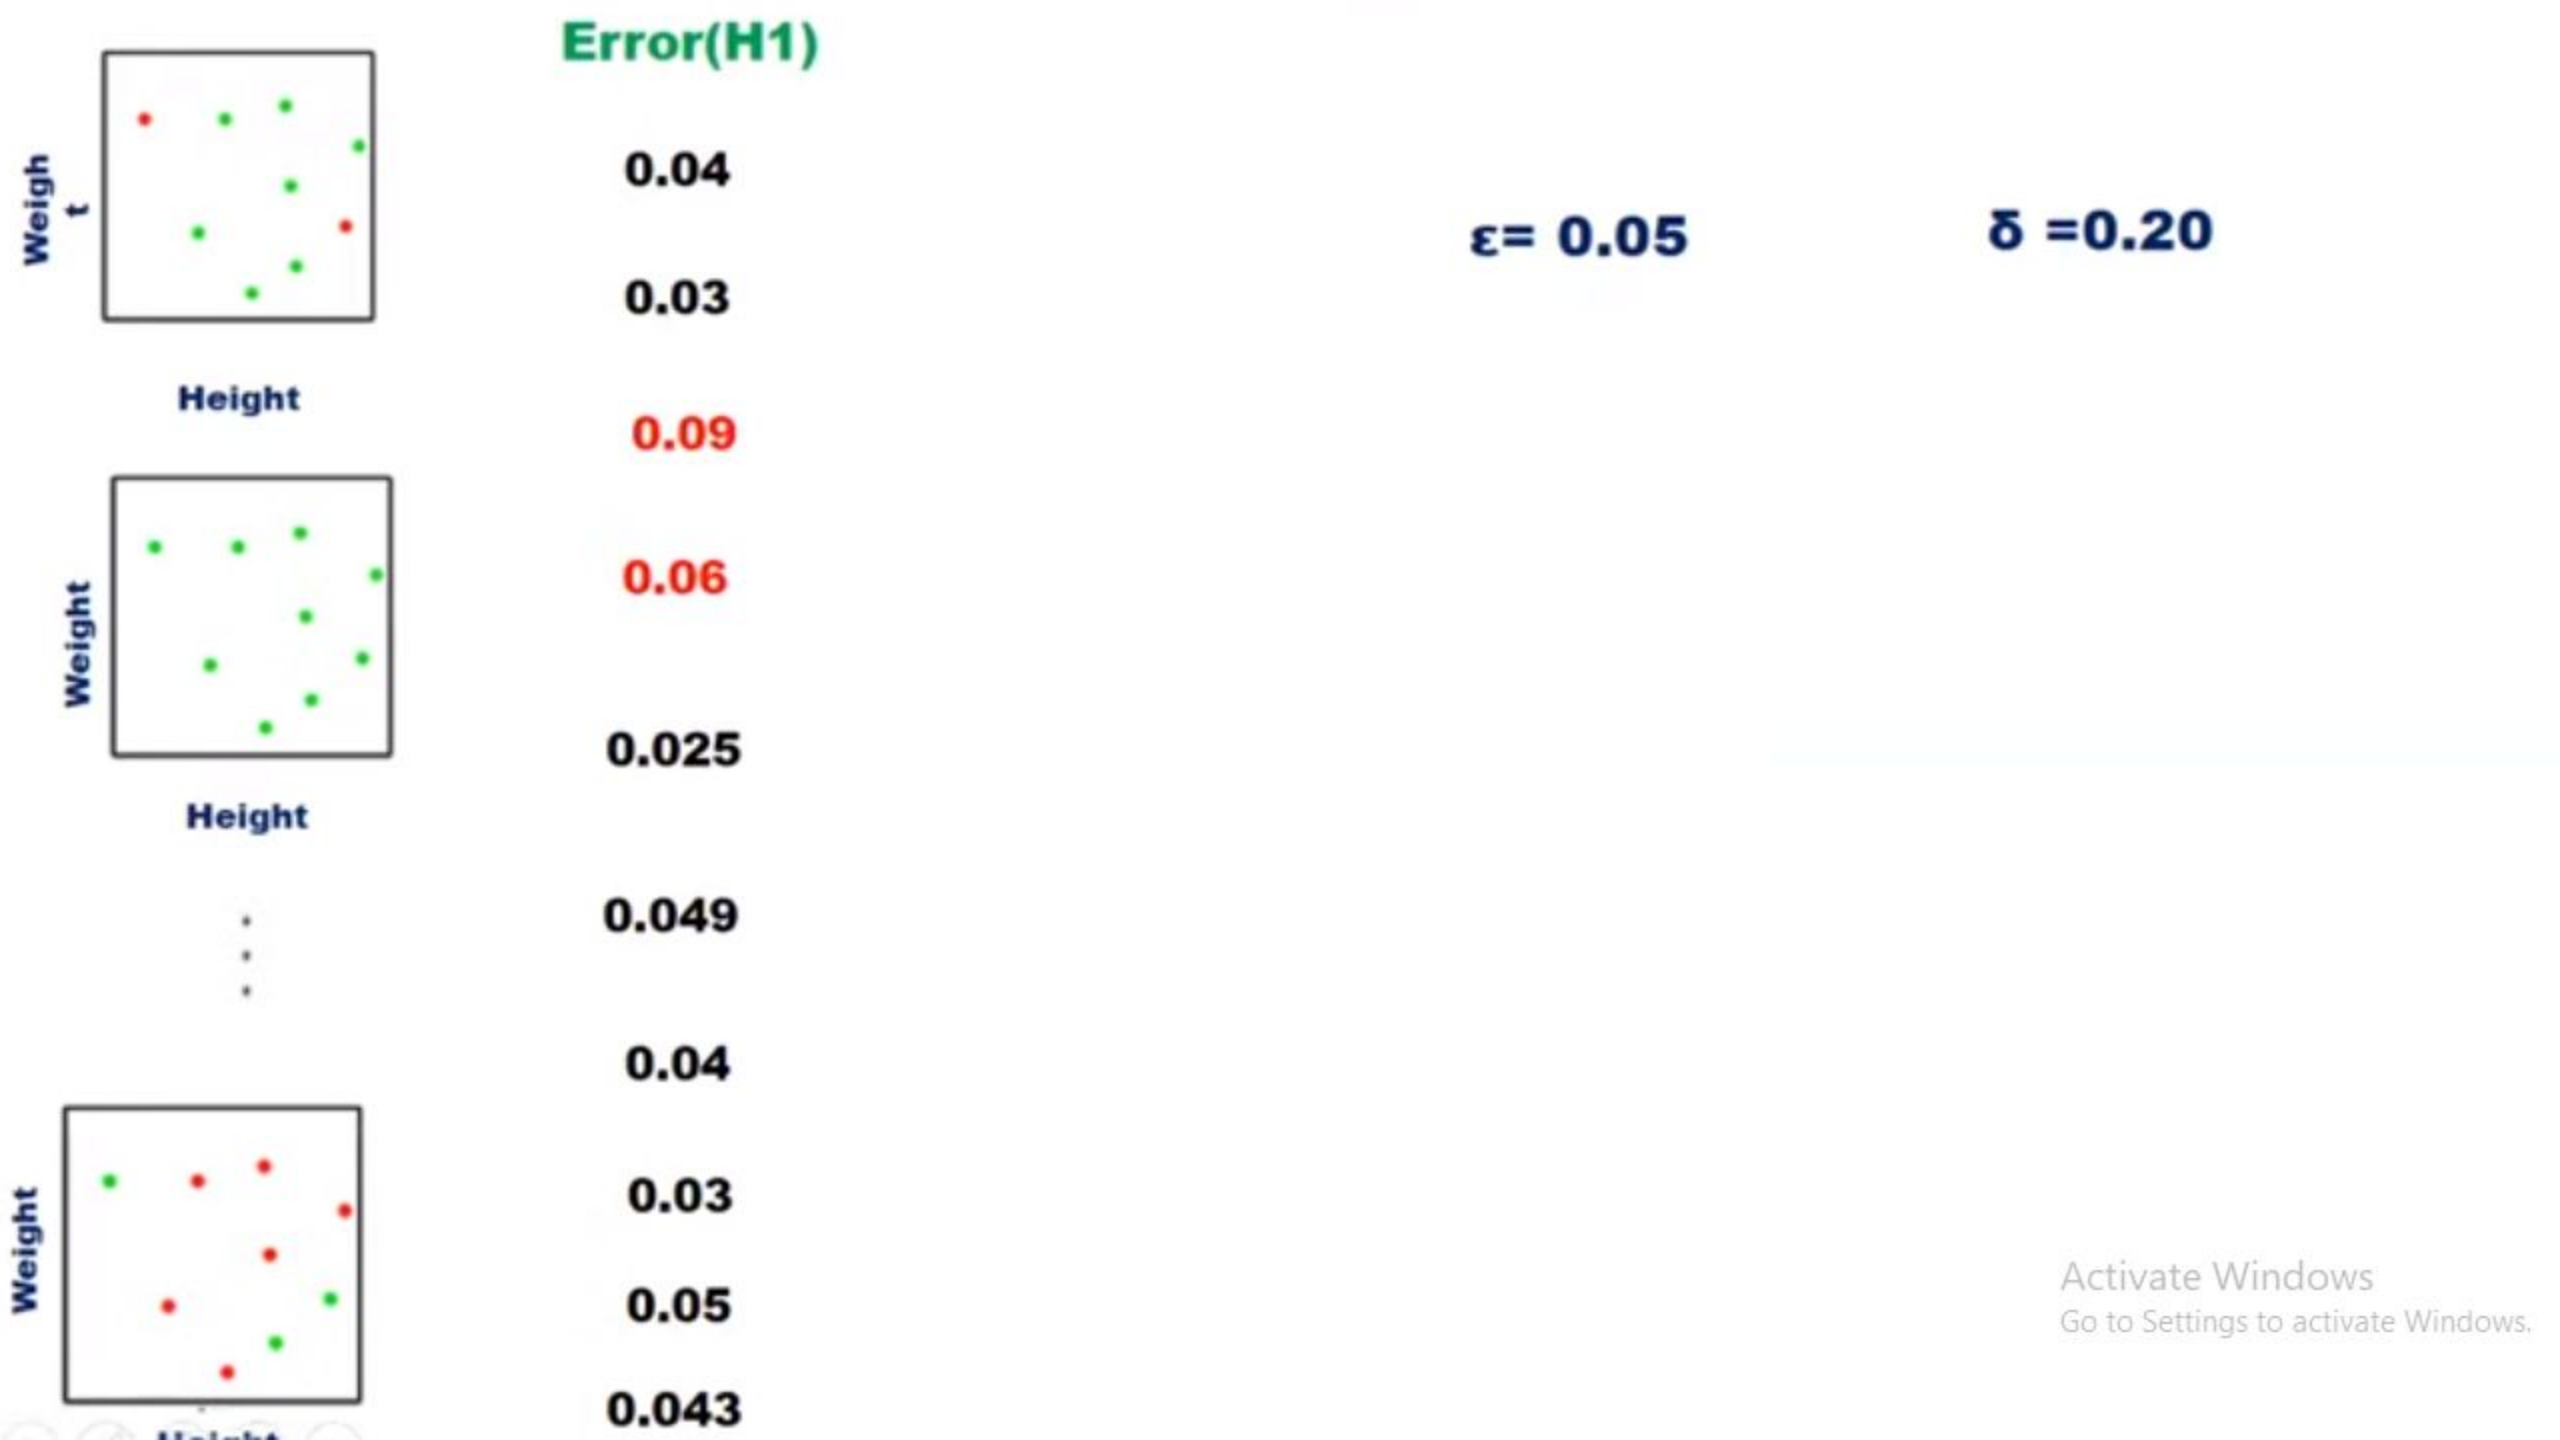 Error(H1)
0.04
Weigh
t
ε= 0.05
δ =0.20
0.03
Height
0.09
0.06
Weight
0.025
Height
0.049
0.04
0.03
Weight
0.05
Activate Windows
Go to Settings to activate Windows.
0.043
Height